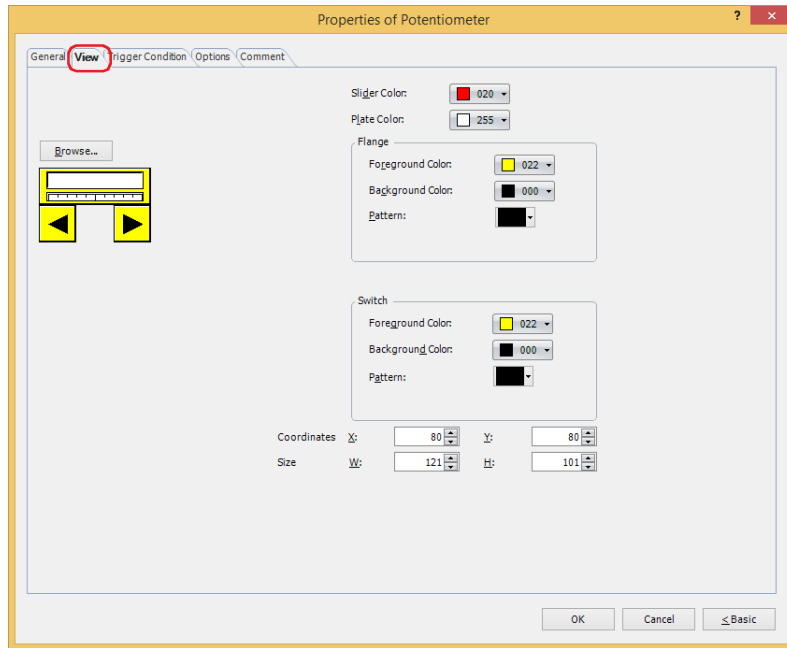 Properties of Potentiometer ? ×
General View Trigger Condition Options Comment
Slider Color: 020
Plate Color: 255
Browse...
Flange
Foreground Color: 022
Background Color: 000
Pattern:
Switch
Foreground Color: 022
Background Color: 000
Pattern:
Coordinates X: 80 Y: 80
Size W: 121 H: 101
OK Cancel < Basic